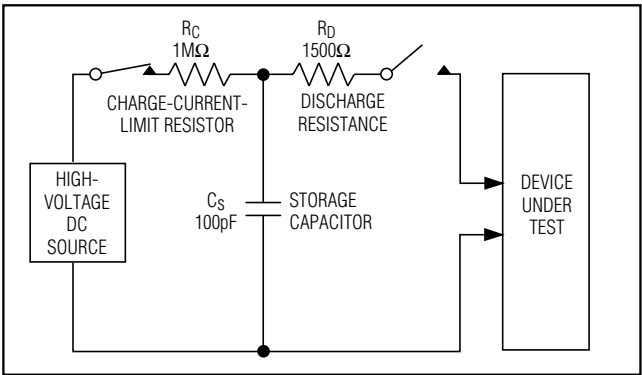 R_C
1MΩ
CHARGE-CURRENT-
LIMIT RESISTOR
R_D
1500Ω
DISCHARGE
RESISTANCE
HIGH-
VOLTAGE
DC
SOURCE
C_S
100pF
STORAGE
CAPACITOR
DEVICE
UNDER
TEST